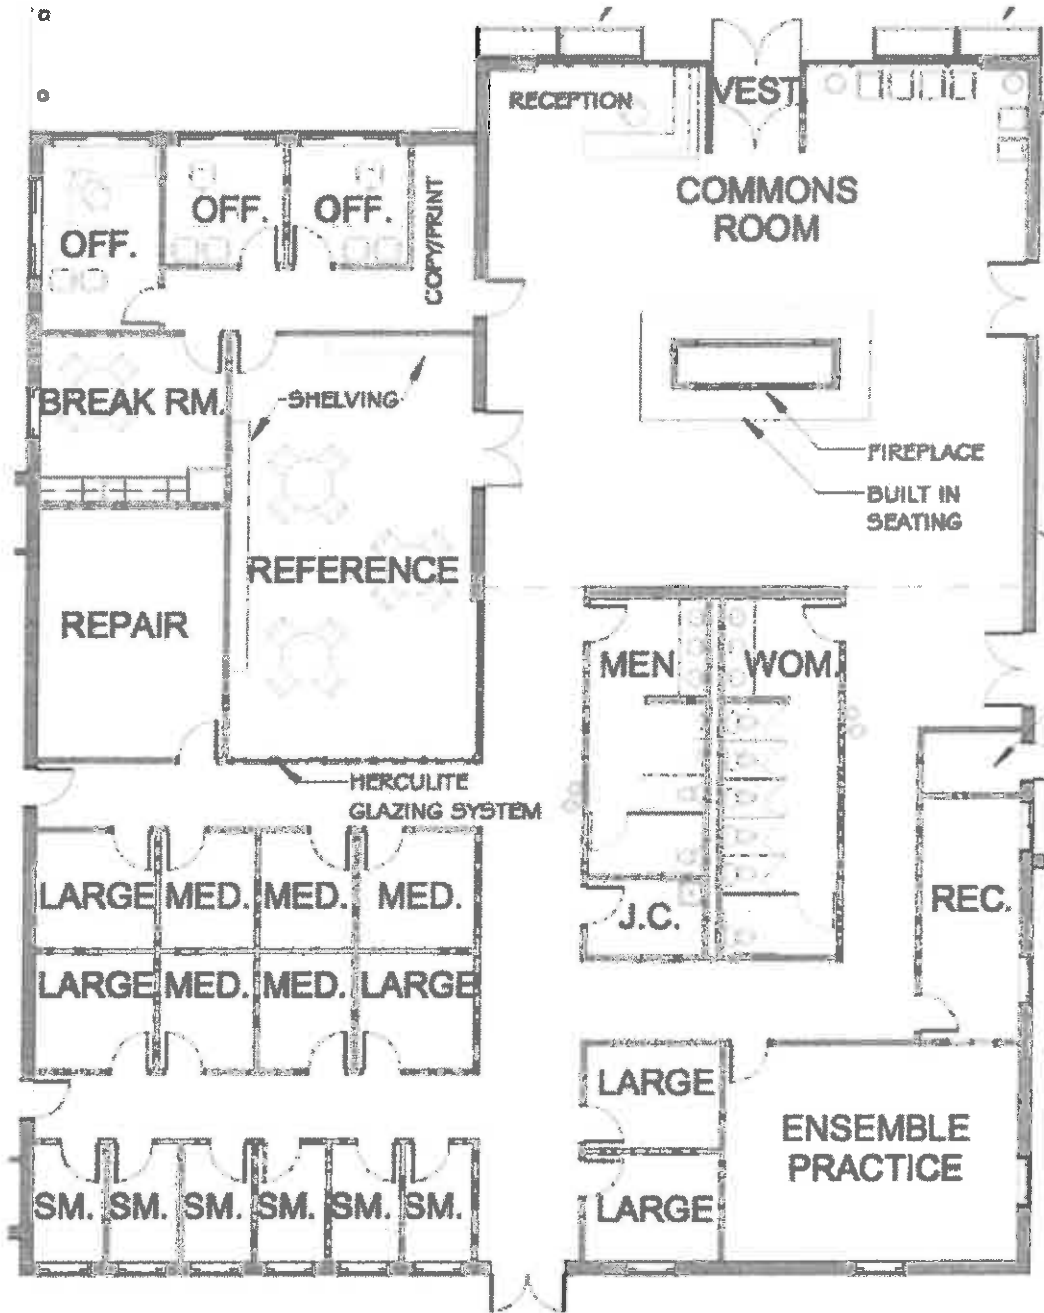 RECEPTION
VEST.
COMMONS
ROOM
OFF.
OFF.
OFF.
COPY/PRINT
BREAK RM.
SHELVING
FIREPLACE
BUILT IN
SEATING
REFERENCE
REPAIR
MEN
WOM.
HERCULITE
GLAZING SYSTEM
LARGE
MED.
MED.
MED.
J.C.
REC.
LARGE
MED.
MED.
LARGE
LARGE
ENSEMBLE
PRACTICE
SM.
SM.
SM.
SM.
SM.
SM.
LARGE